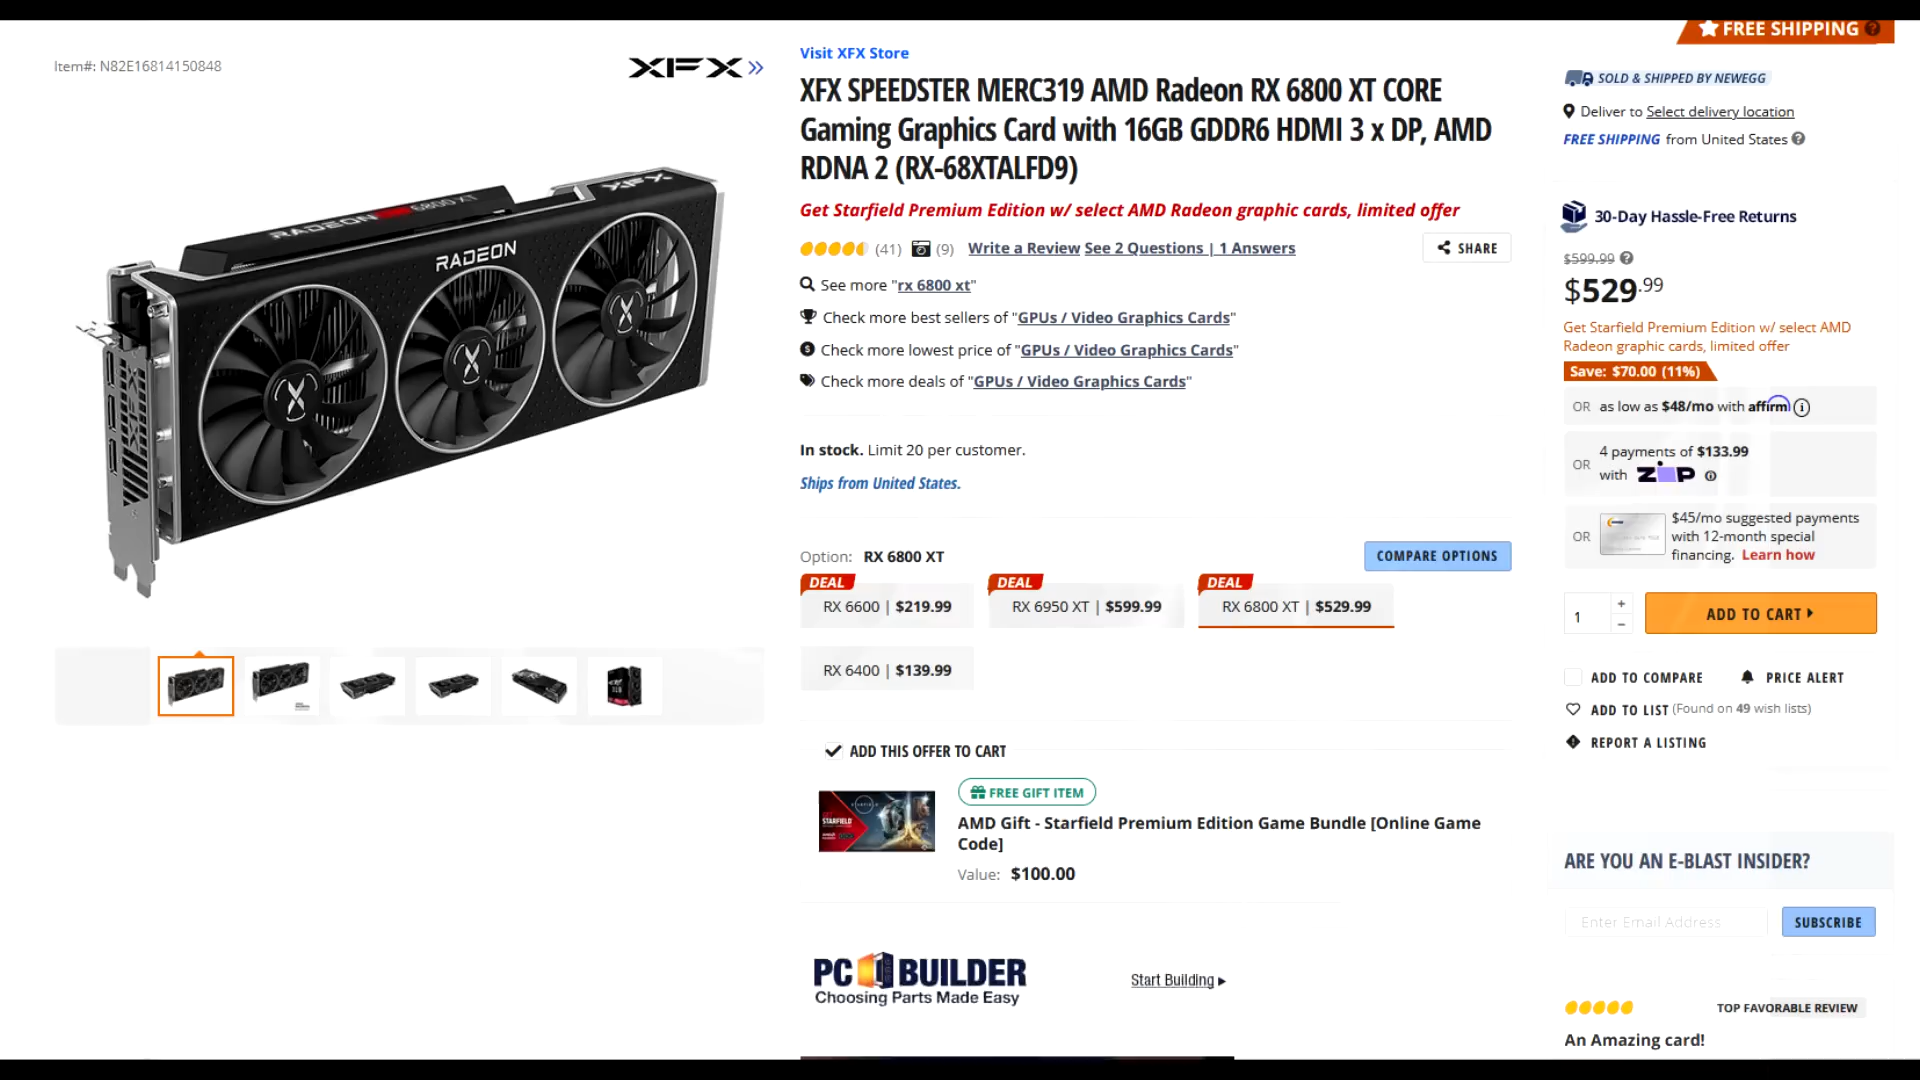 FREE SHIPPING
Item#: N82E16814150848
XFX
Visit XFX Store
XFX SPEEDSTER MERC319 AMD Radeon RX 6800 XT CORE
Gaming Graphics Card with 16GB GDDR6 HDMI 3 x DP, AMD
RDNA 2 (RX-68XTALFD9)
Get Starfield Premium Edition w/ select AMD Radeon graphic cards, limited offer
(41) (9) Write a Review See 2 Questions | 1 Answers
SHARE
See more "rx 6800 xt"
Check more best sellers of "GPUs / Video Graphics Cards"
Check more lowest price of "GPUs / Video Graphics Cards"
Check more deals of "GPUs / Video Graphics Cards"
In stock. Limit 20 per customer.
Ships from United States.
Option: RX 6800 XT
COMPARE OPTIONS
DEAL
RX 6600 | $219.99
DEAL
RX 6950 XT | $599.99
DEAL
RX 6800 XT | $529.99
RX 6400 | $139.99
ADD THIS OFFER TO CART
FREE GIFT ITEM
AMD Gift - Starfield Premium Edition Game Bundle [Online Game
Code]
Value: $100.00
STARFIELD
PC BUILDER
Choosing Parts Made Easy
Start Building
RADEON 6800 XT
XFX
RADEON
XFX
SOLD & SHIPPED BY NEWEGG
Deliver to Select delivery location
FREE SHIPPING from United States
30-Day Hassle-Free Returns
$599.99
$529.99
Get Starfield Premium Edition w/ select AMD
Radeon graphic cards, limited offer
Save: $70.00 (11%)
OR as low as $48/mo with affirm
OR 4 payments of $133.99
with ZIP
OR $45/mo suggested payments
with 12-month special
financing. Learn how
1
+
−
ADD TO CART
ADD TO COMPARE
PRICE ALERT
ADD TO LIST (Found on 49 wish lists)
REPORT A LISTING
ARE YOU AN E-BLAST INSIDER?
Enter Email Address
SUBSCRIBE
TOP FAVORABLE REVIEW
An Amazing card!